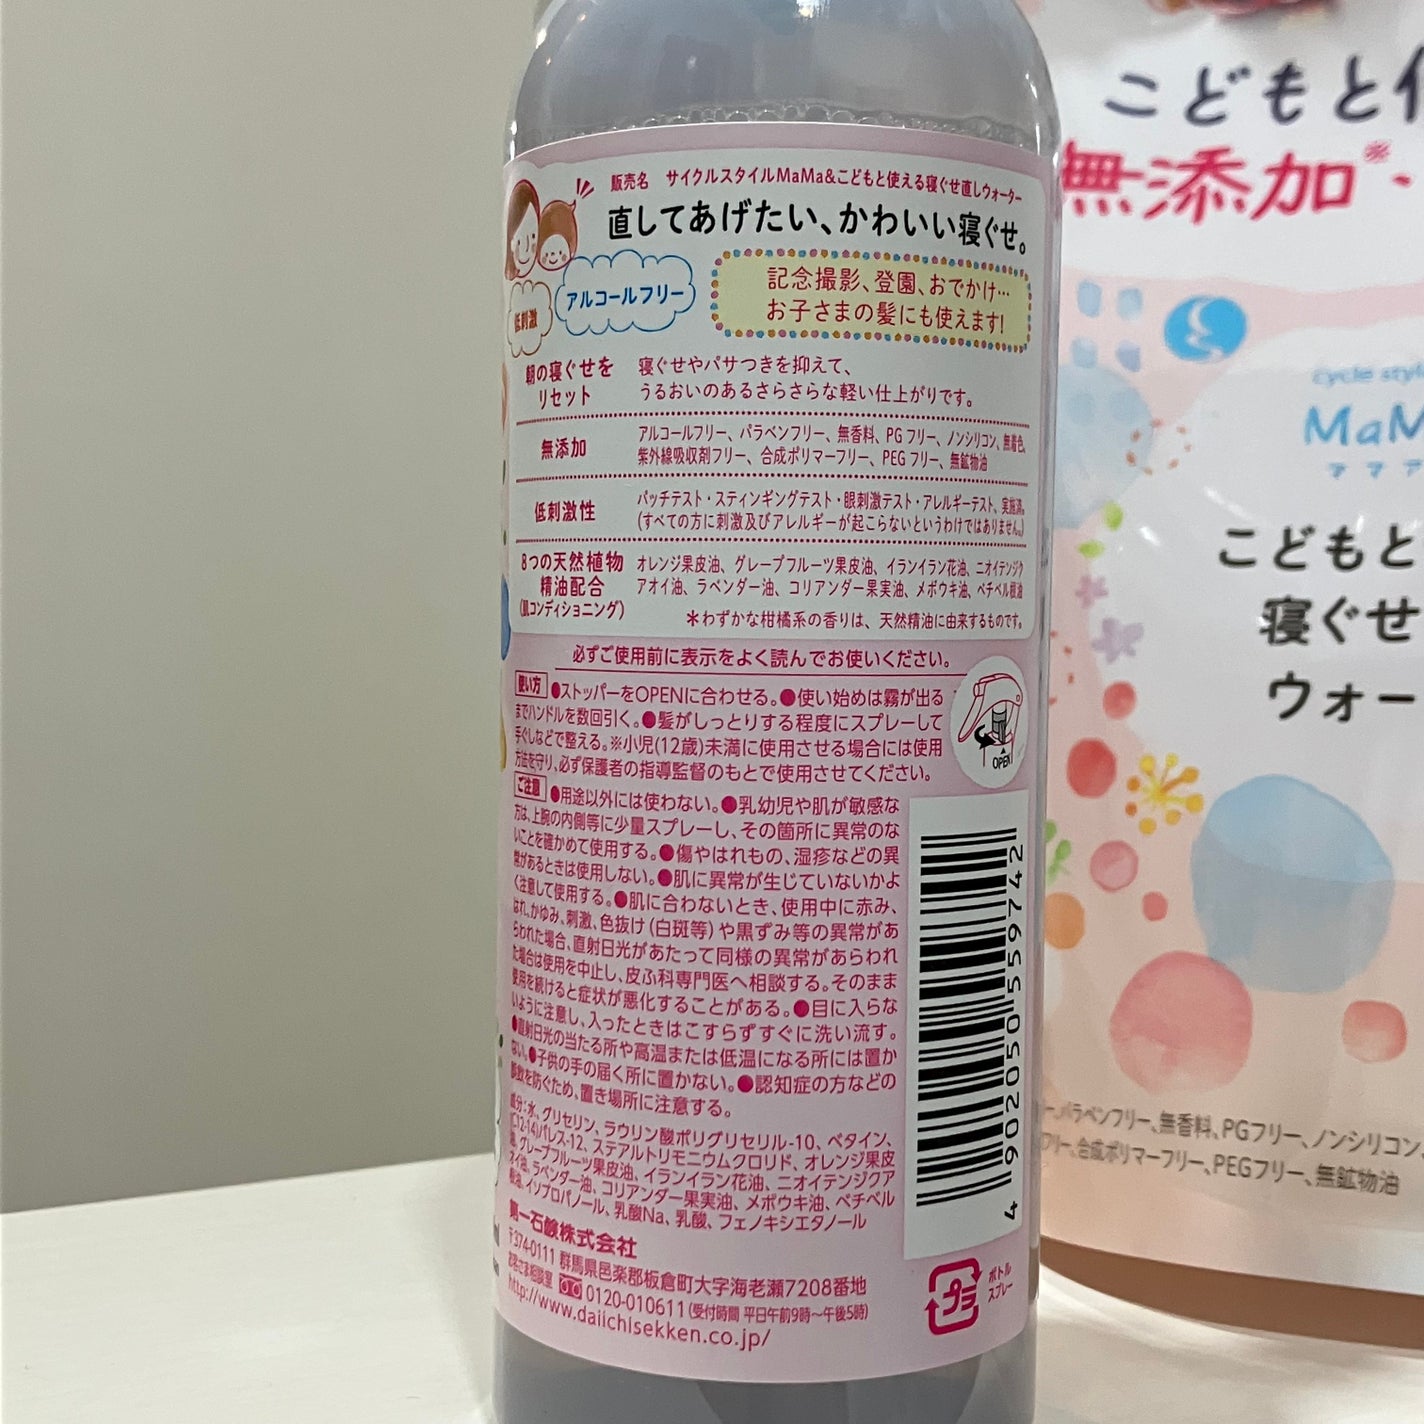 販売名 サイクルスタイルMaMa&こどもと使える寝ぐせ直しウォーター
直してあげたい、かわいい寝ぐせ。
低刺激
アルコールフリー
記念撮影、登園、おでかけ…
お子さまの髪にも使えます!
朝の寝ぐせを
リセット
寝ぐせやパサつきを抑えて、
うるおいのあるさらさらな軽い仕上がりです。
無添加
アルコールフリー、パラベンフリー、無香料、PGフリー、ノンシリコン、無着色、
紫外線吸収剤フリー、合成ポリマーフリー、PEGフリー、無鉱物油
低刺激性
パッチテスト・スティンギングテスト・眼刺激テスト・アレルギーテスト、実施済。
(すべての方に刺激及びアレルギーが起こらないというわけではありません。)
8つの天然植物
精油配合
(肌コンディショニング)
オレンジ果皮油、グレープフルーツ果皮油、イランイラン花油、ニオイテンジク
アオイ油、ラベンダー油、コリアンダー果実油、メボウキ油、ベチベル根油
*わずかな柑橘系の香りは、天然精油に由来するものです。
必ずご使用前に表示をよく読んでお使いください。
使い方 ●ストッパーをOPENに合わせる。●使い始めは霧が出る
までハンドルを数回引く。●髪がしっとりする程度にスプレーして
手ぐしなどで整える。※小児(12歳)未満に使用させる場合には使用
方法を守り、必ず保護者の指導監督のもとで使用させてください。
OPEN
ご注意 ●用途以外には使わない。●乳幼児や肌が敏感な
方は、上腕の内側等に少量スプレーし、その箇所に異常のな
いことを確かめて使用する。●傷やはれもの、湿疹などの異
常があるときは使用しない。●肌に異常が生じていないかよ
く注意して使用する。●肌に合わないとき、使用中に赤み、
はれ、かゆみ、刺激、色抜け(白斑等)や黒ずみ等の異常があ
らわれた場合、直射日光があたって同様の異常があらわれ
た場合は使用を中止し、皮ふ科専門医へ相談する。そのまま
使用を続けると症状が悪化することがある。●目に入らな
いように注意し、入ったときはこすらずすぐに洗い流す。
●直射日光の当たる所や高温または低温になる所には置か
ない。●子供の手の届く所に置かない。●認知症の方などの
誤飲を防ぐため、置き場所に注意する。
成分:水、グリセリン、ラウリン酸ポリグリセリル-10、ベタイン、
(C12-14)パレス-12、ステアルトリモニウムクロリド、オレンジ果皮
油、グレープフルーツ果皮油、イランイラン花油、ニオイテンジクア
オイ油、ラベンダー油、コリアンダー果実油、メボウキ油、ベチベル
根油、イソプロパノール、乳酸Na、乳酸、フェノキシエタノール
第一石鹸株式会社
〒374-0111 群馬県邑楽郡板倉町大字海老瀬7208番地
お客さま相談室 0120-010611(受付時間 平日午前9時〜午後5時)
http://www.daiichisekken.co.jp/
4902050559742
プラ
ボトル
スプレー
こどもと
無添加※
cycle style
こどもと
寝ぐせ
ウォー
パラベンフリー、無香料、PGフリー、ノンシリコン、
フリー、合成ポリマーフリー、PEGフリー、無鉱物油